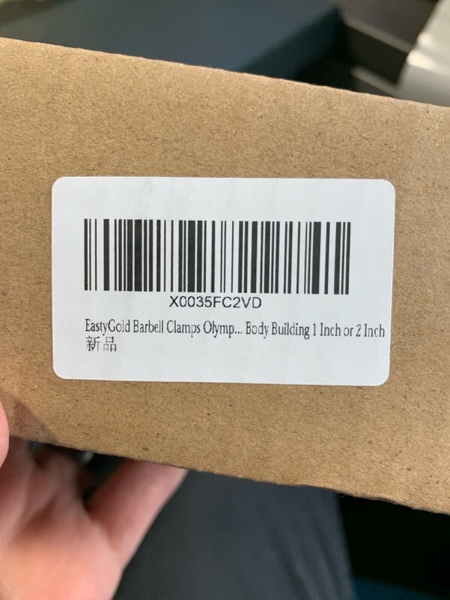 X0035FC2VD
EastyGold Barbell Clamps Olymp... Body Building 1 Inch or 2 Inch
新品